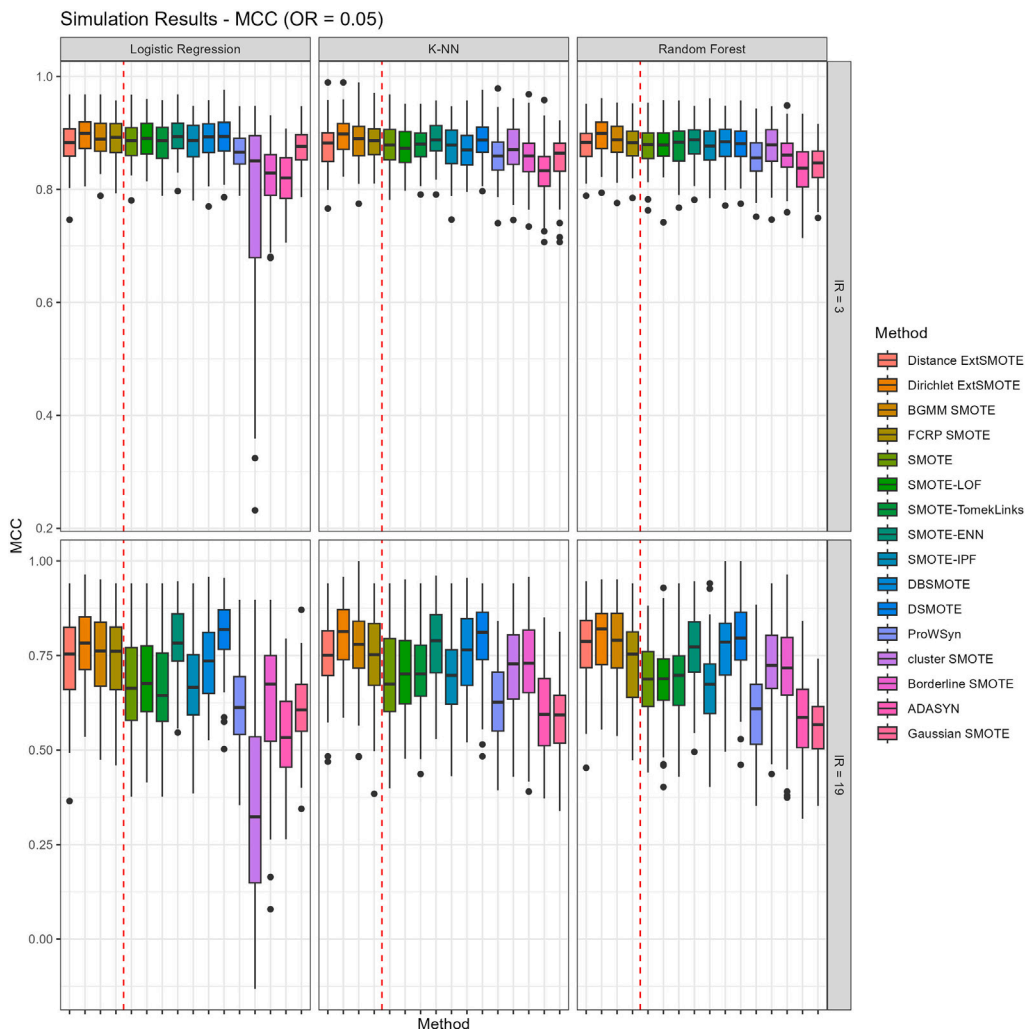 Simulation Results - MCC (OR = 0.05)
Logistic Regression
K-NN
Random Forest
1.0
0.8
0.6
0.4
0.2
IR = 3
MCC
1.00
0.75
0.50
0.25
0.00
IR = 19
Method
Method
Distance ExtSMOTE
Dirichlet ExtSMOTE
BGMM SMOTE
FCRP SMOTE
SMOTE
SMOTE-LOF
SMOTE-TomekLinks
SMOTE-ENN
SMOTE-IPF
DBSMOTE
DSMOTE
ProWSyn
cluster SMOTE
Borderline SMOTE
ADASYN
Gaussian SMOTE